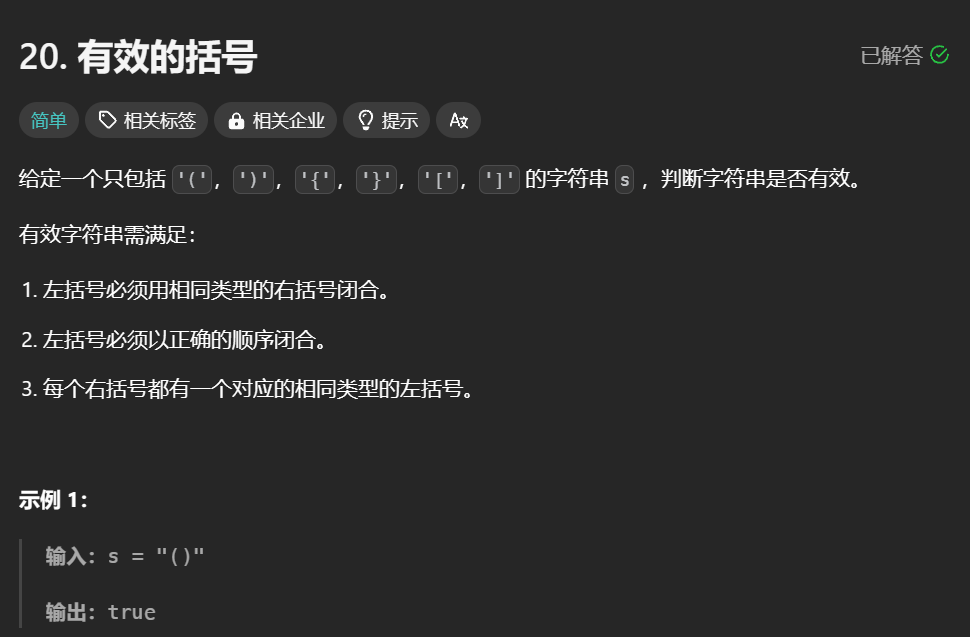 20. 有效的括号
已解答
简单 相关标签 相关企业 提示 Ax
给定一个只包括 '('，')'，'{'，'}'，'['，']' 的字符串 s ，判断字符串是否有效。
有效字符串需满足：
1. 左括号必须用相同类型的右括号闭合。
2. 左括号必须以正确的顺序闭合。
3. 每个右括号都有一个对应的相同类型的左括号。
示例 1：
输入：s = "()"
输出：true